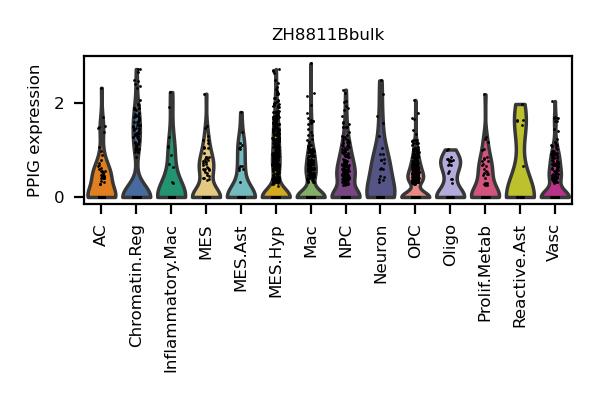 ZH8811Bbulk
PPIG expression
2
0
AC
Chromatin.Reg
Inflammatory.Mac
MES
MES.Ast
MES.Hyp
Mac
NPC
Neuron
OPC
Oligo
Prolif.Metab
Reactive.Ast
Vasc